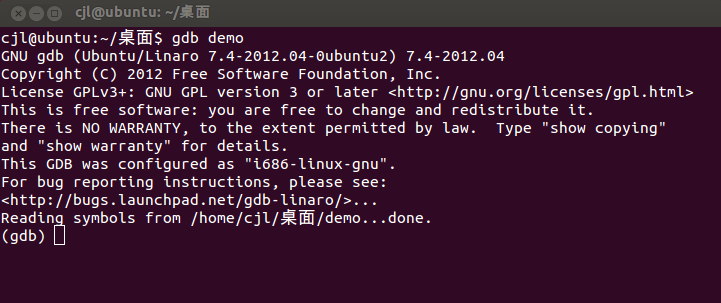 cjl@ubuntu: ~/桌面
cjl@ubuntu:~/桌面$ gdb demo
GNU gdb (Ubuntu/Linaro 7.4-2012.04-0ubuntu2) 7.4-2012.04
Copyright (C) 2012 Free Software Foundation, Inc.
License GPLv3+: GNU GPL version 3 or later <http://gnu.org/licenses/gpl.html>
This is free software: you are free to change and redistribute it.
There is NO WARRANTY, to the extent permitted by law.  Type "show copying"
and "show warranty" for details.
This GDB was configured as "i686-linux-gnu".
For bug reporting instructions, please see:
<http://bugs.launchpad.net/gdb-linaro/>...
Reading symbols from /home/cjl/桌面/demo...done.
(gdb)